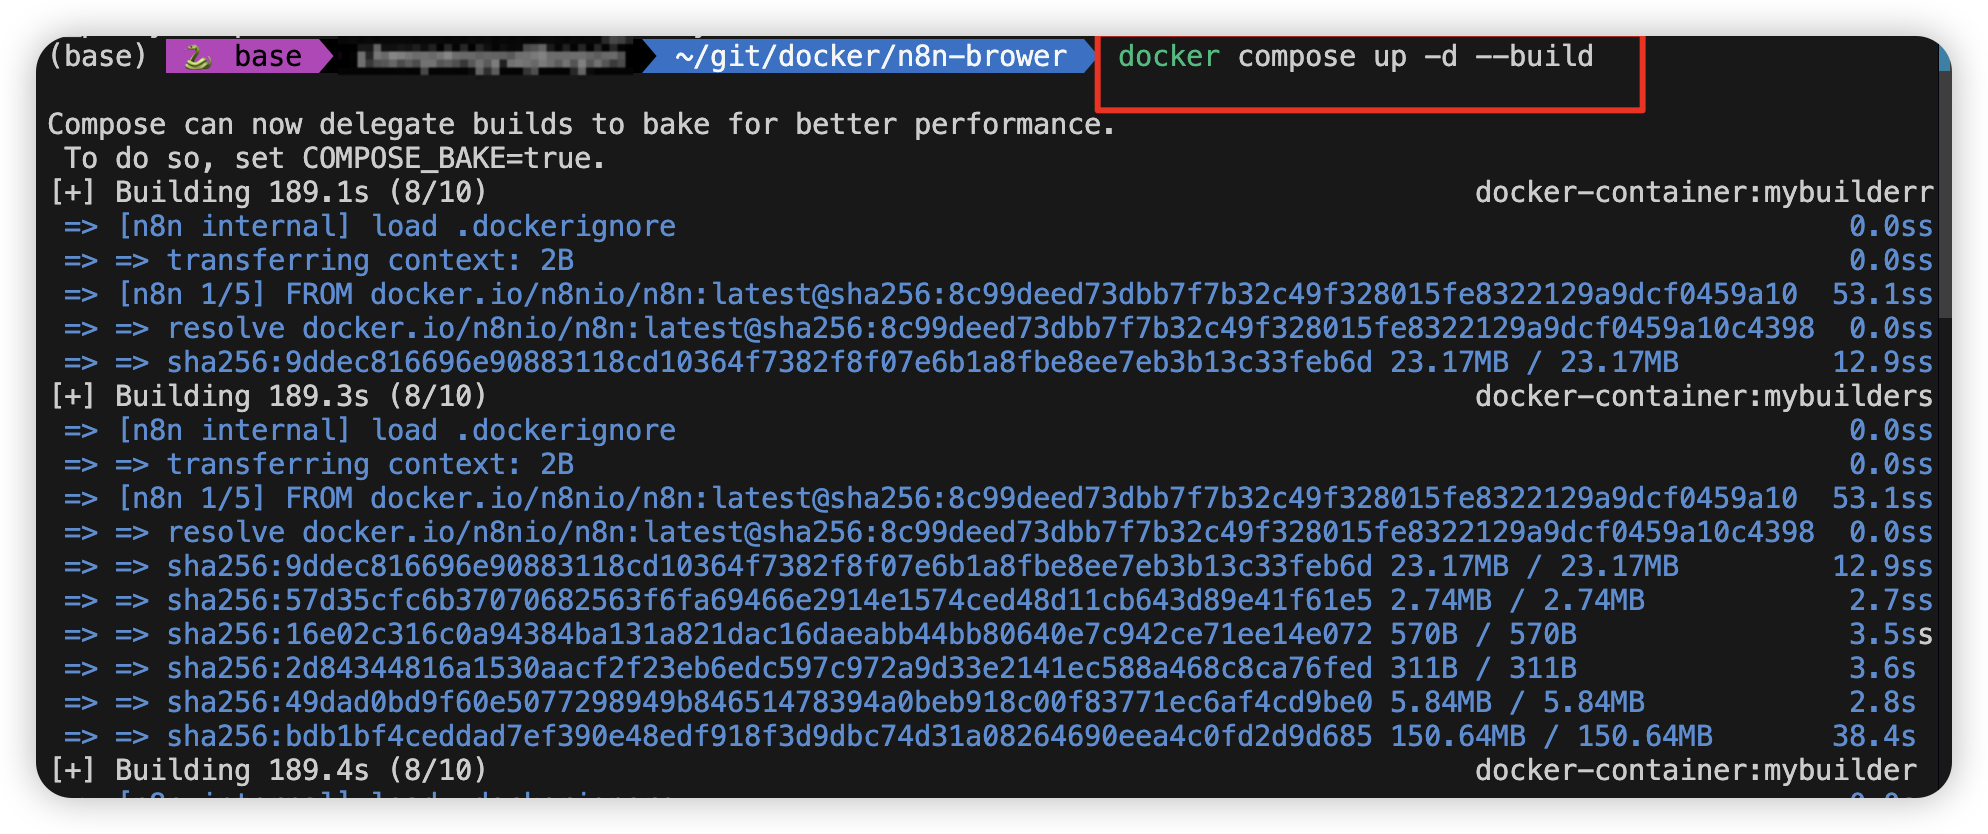 (base) 🐍 base ~/git/docker/n8n-brower docker compose up -d --build
Compose can now delegate builds to bake for better performance.
To do so, set COMPOSE_BAKE=true.
[+] Building 189.1s (8/10) docker-container:mybuilderr
=> [n8n internal] load .dockerignore 0.0ss
=> => transferring context: 2B 0.0ss
=> [n8n 1/5] FROM docker.io/n8nio/n8n:latest@sha256:8c99deed73dbb7f7b32c49f328015fe8322129a9dcf0459a10 53.1ss
=> => resolve docker.io/n8nio/n8n:latest@sha256:8c99deed73dbb7f7b32c49f328015fe8322129a9dcf0459a10c4398 0.0ss
=> => sha256:9ddec816696e90883118cd10364f7382f8f07e6b1a8fbe8ee7eb3b13c33feb6d 23.17MB / 23.17MB 12.9ss
[+] Building 189.3s (8/10) docker-container:mybuilders
=> [n8n internal] load .dockerignore 0.0ss
=> => transferring context: 2B 0.0ss
=> [n8n 1/5] FROM docker.io/n8nio/n8n:latest@sha256:8c99deed73dbb7f7b32c49f328015fe8322129a9dcf0459a10 53.1ss
=> => resolve docker.io/n8nio/n8n:latest@sha256:8c99deed73dbb7f7b32c49f328015fe8322129a9dcf0459a10c4398 0.0ss
=> => sha256:9ddec816696e90883118cd10364f7382f8f07e6b1a8fbe8ee7eb3b13c33feb6d 23.17MB / 23.17MB 12.9ss
=> => sha256:57d35cfc6b37070682563f6fa69466e2914e1574ced48d11cb643d89e41f61e5 2.74MB / 2.74MB 2.7ss
=> => sha256:16e02c316c0a94384ba131a821dac16daeabb44bb80640e7c942ce71ee14e072 570B / 570B 3.5ss
=> => sha256:2d84344816a1530aacf2f23eb6edc597c972a9d33e2141ec588a468c8ca76fed 311B / 311B 3.6s
=> => sha256:49dad0bd9f60e5077298949b84651478394a0beb918c00f83771ec6af4cd9be0 5.84MB / 5.84MB 2.8s
=> => sha256:bdb1bf4ceddad7ef390e48edf918f3d9dbc74d31a08264690eea4c0fd2d9d685 150.64MB / 150.64MB 38.4s
[+] Building 189.4s (8/10) docker-container:mybuilder